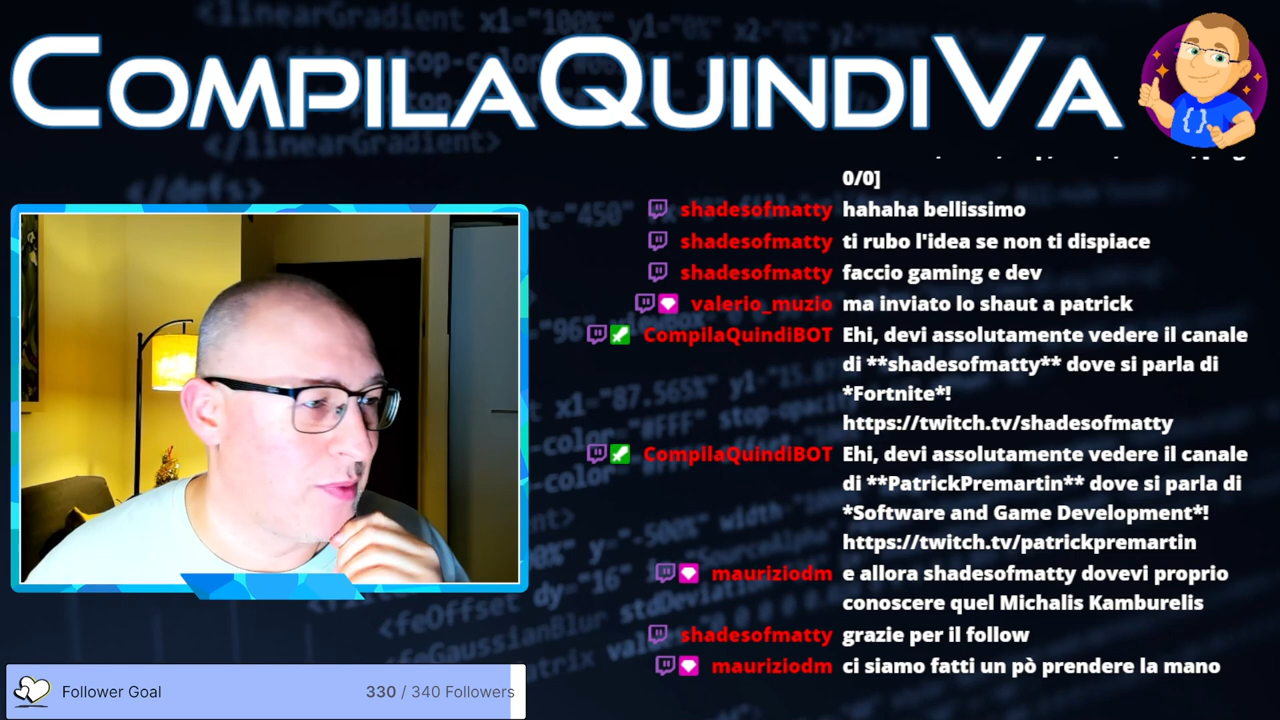 COMPILAQUINDIVA
{ }
0/0]
shadesofmatty hahaha bellissimo
shadesofmatty ti rubo l'idea se non ti dispiace
shadesofmatty faccio gaming e dev
valerio_muzio ma inviato lo shaut a patrick
CompilaQuindiBOT Ehi, devi assolutamente vedere il canale
di **shadesofmatty** dove si parla di
*Fortnite*!
https://twitch.tv/shadesofmatty
CompilaQuindiBOT Ehi, devi assolutamente vedere il canale
di **PatrickPremartin** dove si parla di
*Software and Game Development*!
https://twitch.tv/patrickpremartin
mauriziodm e allora shadesofmatty dovevi proprio
conoscere quel Michalis Kamburelis
shadesofmatty grazie per il follow
mauriziodm ci siamo fatti un pò prendere la mano
Follower Goal 330 / 340 Followers